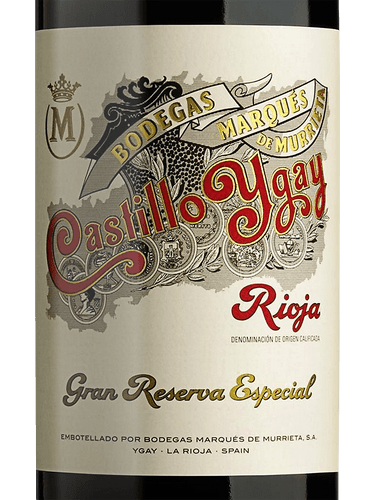 M
BODEGAS
MARQUÉS
DE MURRIETA
Castillo Ygay
Rioja
DENOMINACIÓN DE ORIGEN CALIFICADA
Gran Reserva Especial
EMBOTELLADO POR BODEGAS MARQUÉS DE MURRIETA, S.A.
YGAY - LA RIOJA - SPAIN